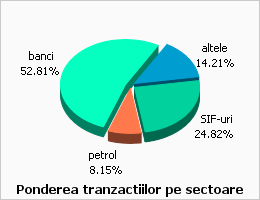 altele
14.21%
banci
52.81%
SIF-uri
24.82%
petrol
8.15%
Ponderea tranzactiilor pe sectoare